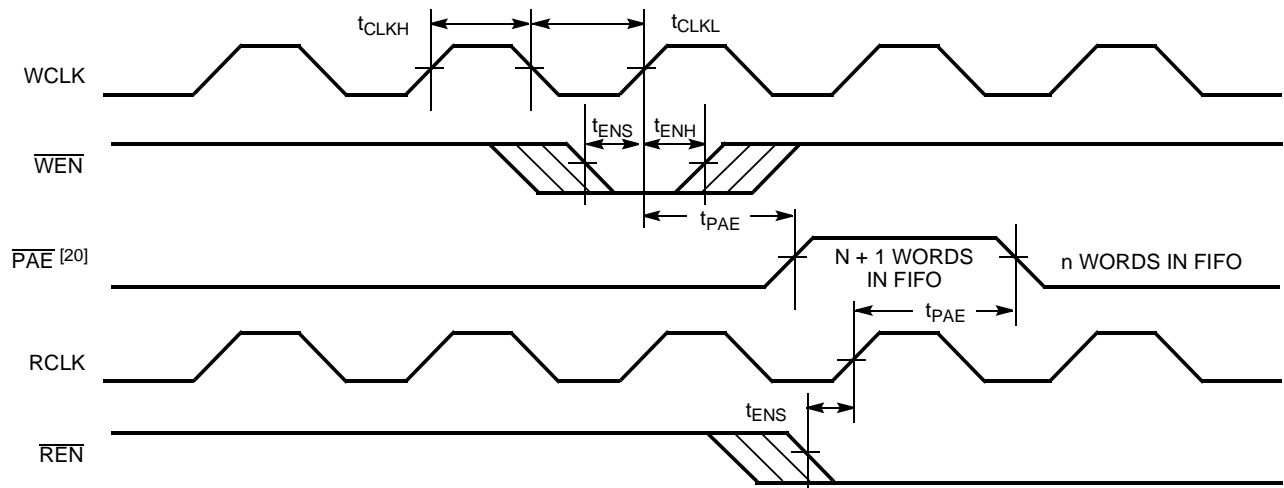 tCLKH
tCLKL
WCLK
tENS
tENH
WEN
tPAE
PAE [20]
N + 1 WORDS
IN FIFO
n WORDS IN FIFO
tPAE
RCLK
tENS
REN